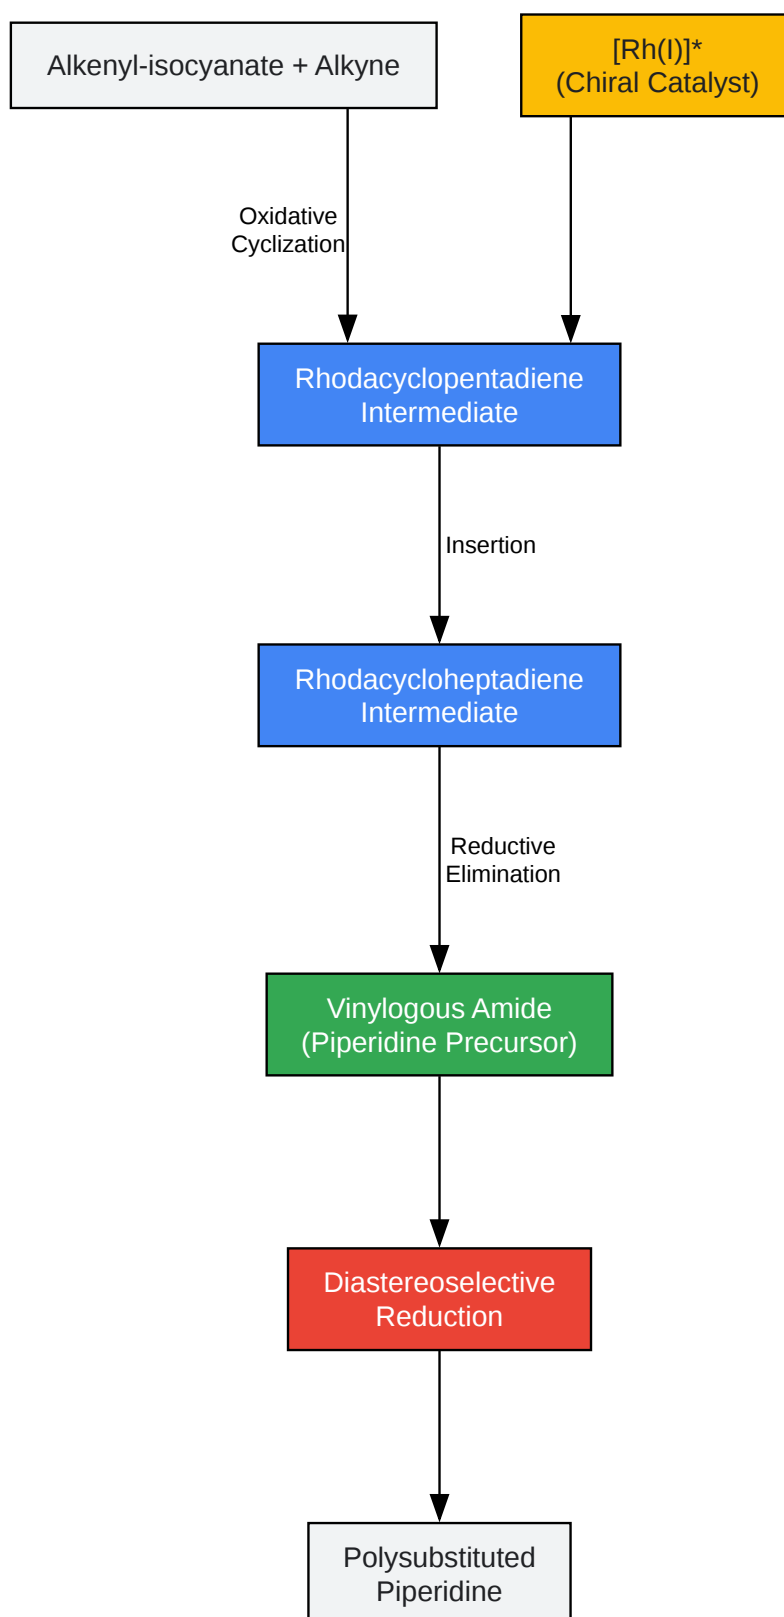 Alkenyl-isocyanate + Alkyne
[Rh(I)]*
(Chiral Catalyst)
Oxidative
Cyclization
Rhodacyclopentadiene
Intermediate
Insertion
Rhodacycloheptadiene
Intermediate
Reductive
Elimination
Vinylogous Amide
(Piperidine Precursor)
Diastereoselective
Reduction
Polysubstituted
Piperidine